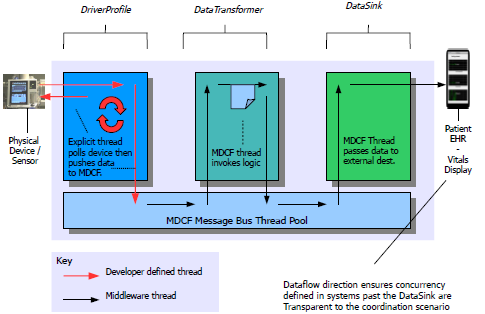 DriverProfile
DataTransformer
DataSink
Physical
Device /
Sensor
Explicit thread
polls device then
pushes data
to MDCF.
MDCF thread
invokes logic
MDCF Thread
passes data to
external dest.
Patient
EHR
-
Vitals
Display
MDCF Message Bus Thread Pool
Key
Developer defined thread
Middleware thread
Dataflow direction ensures concurrency
defined in systems past the DataSink are
Transparent to the coordination scenario